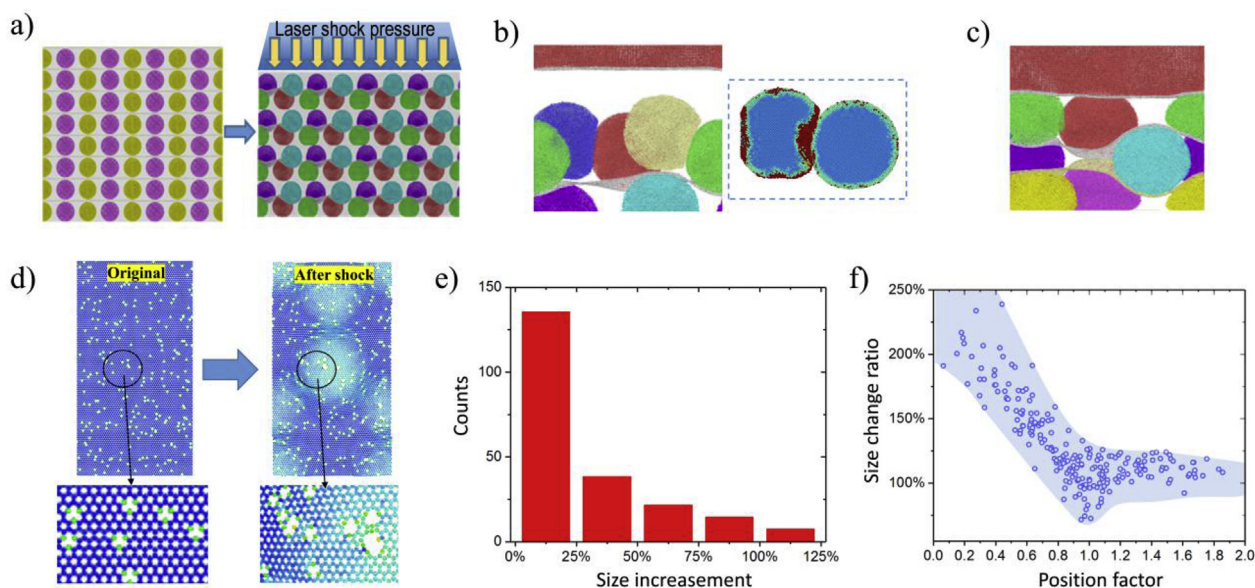 a)
Laser shock pressure
b)
c)
d)
Original
After shock
e)
150
100
50
0
Counts
0%
25%
50%
75%
100%
125%
Size increasement
f)
250%
200%
150%
100%
Size change ratio
0.0
0.2
0.4
0.6
0.8
1.0
1.2
1.4
1.6
1.8
2.0
Position factor